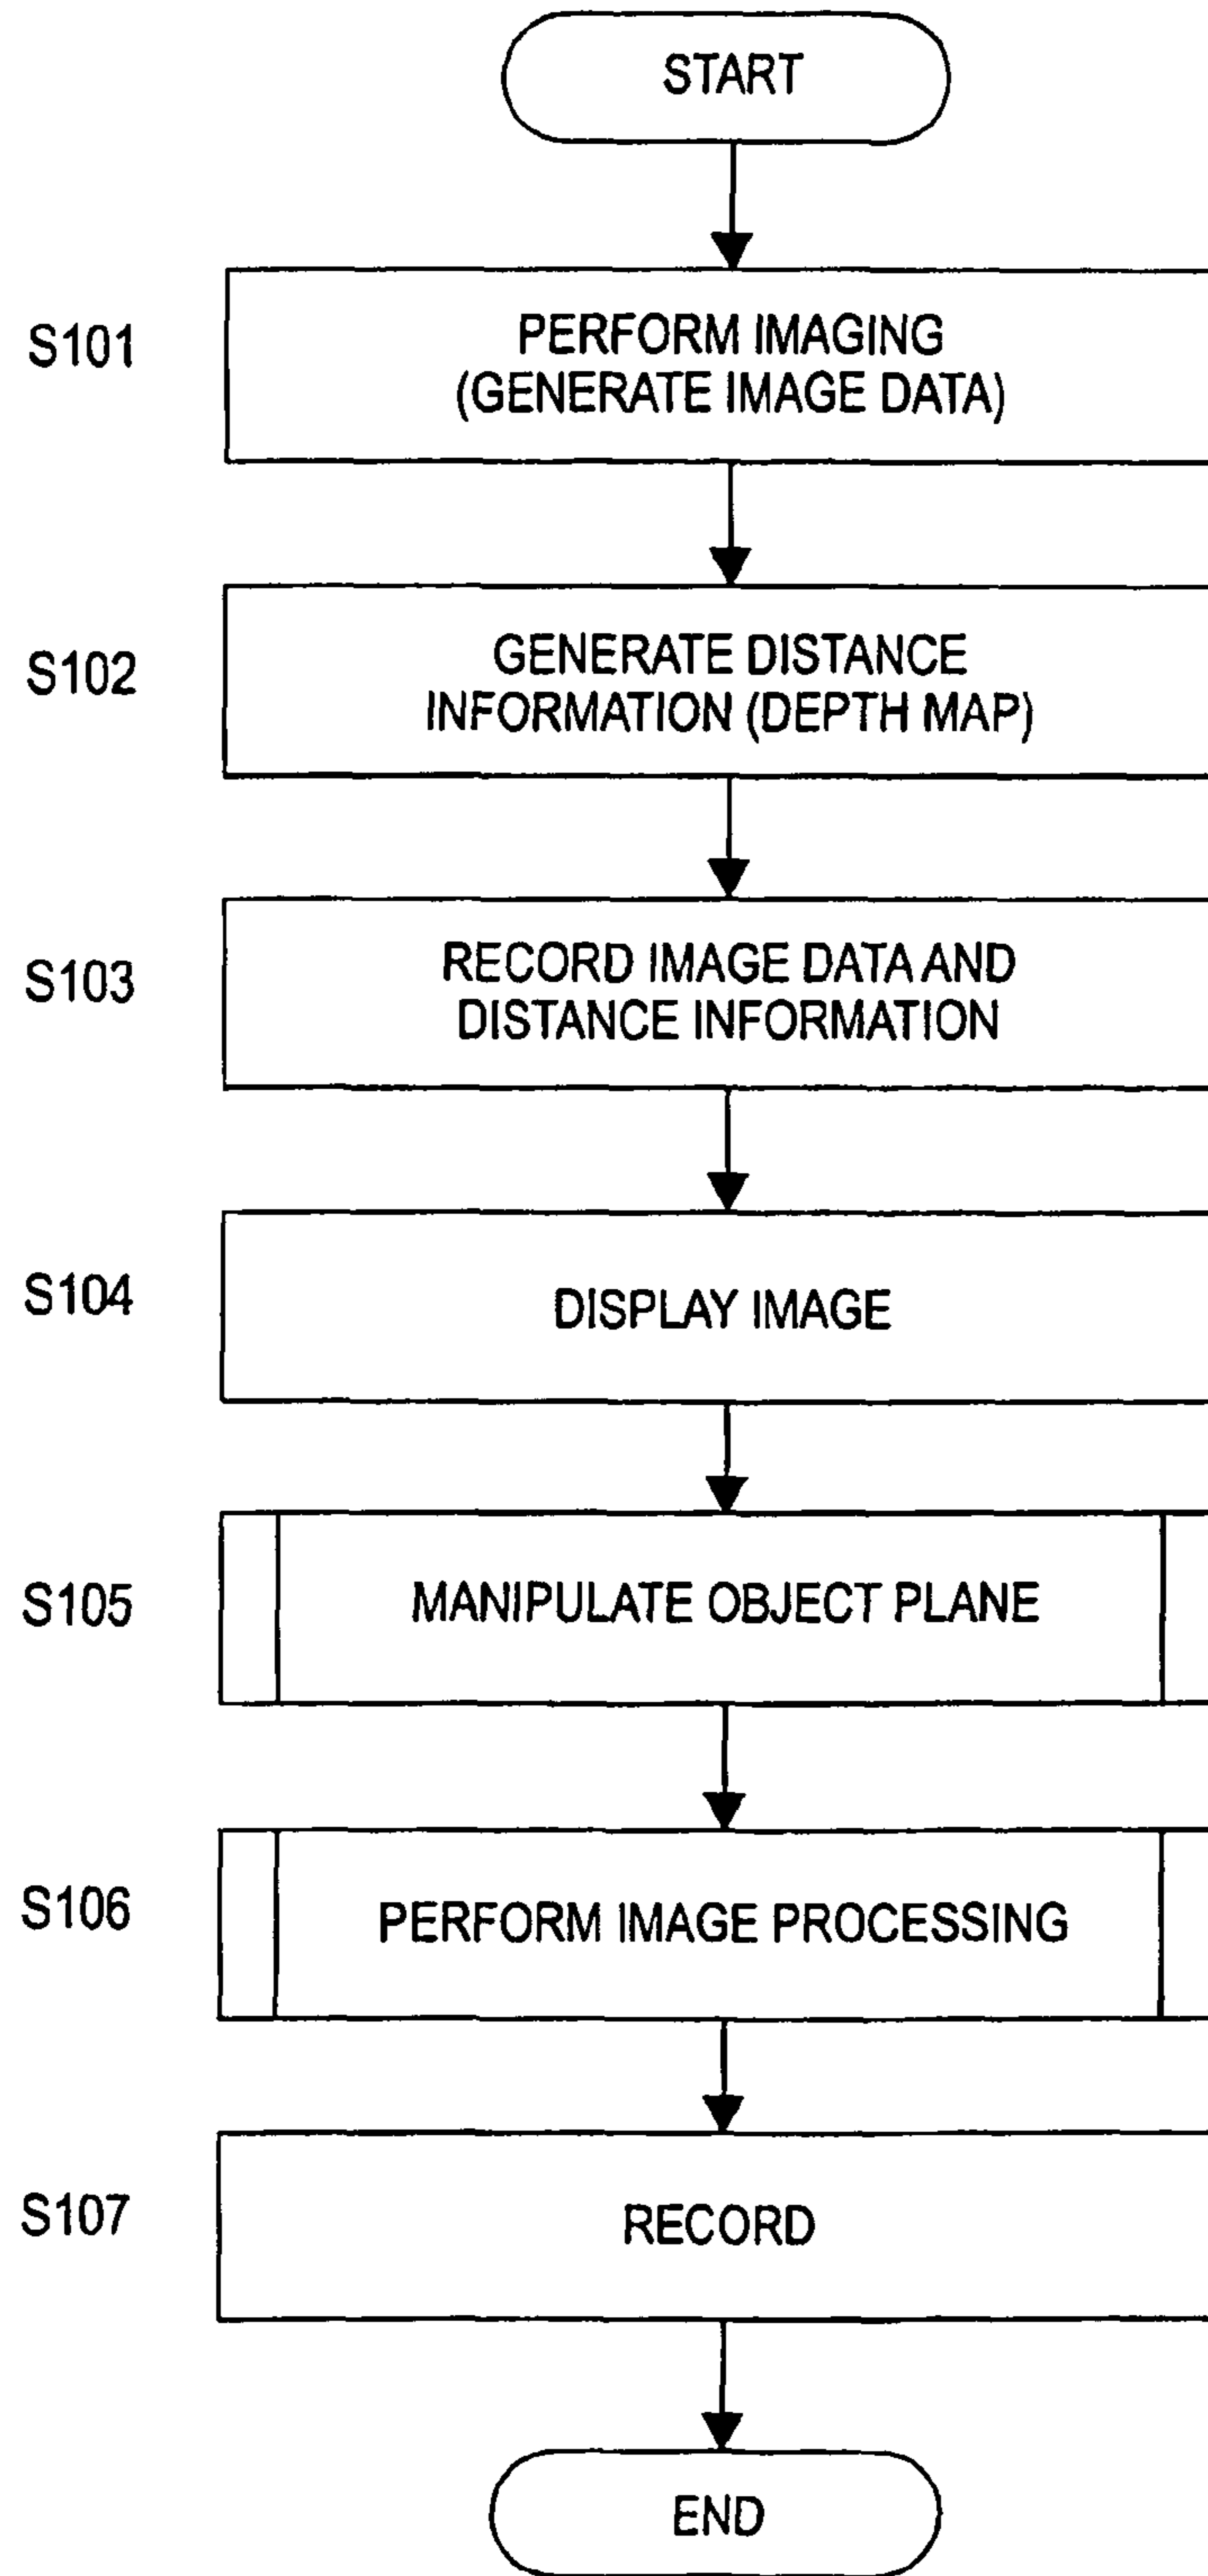 START
S101
PERFORM IMAGING
(GENERATE IMAGE DATA)
S102
GENERATE DISTANCE
INFORMATION (DEPTH MAP)
S103
RECORD IMAGE DATA AND
DISTANCE INFORMATION
S104
DISPLAY IMAGE
S105
MANIPULATE OBJECT PLANE
S106
PERFORM IMAGE PROCESSING
S107
RECORD
END